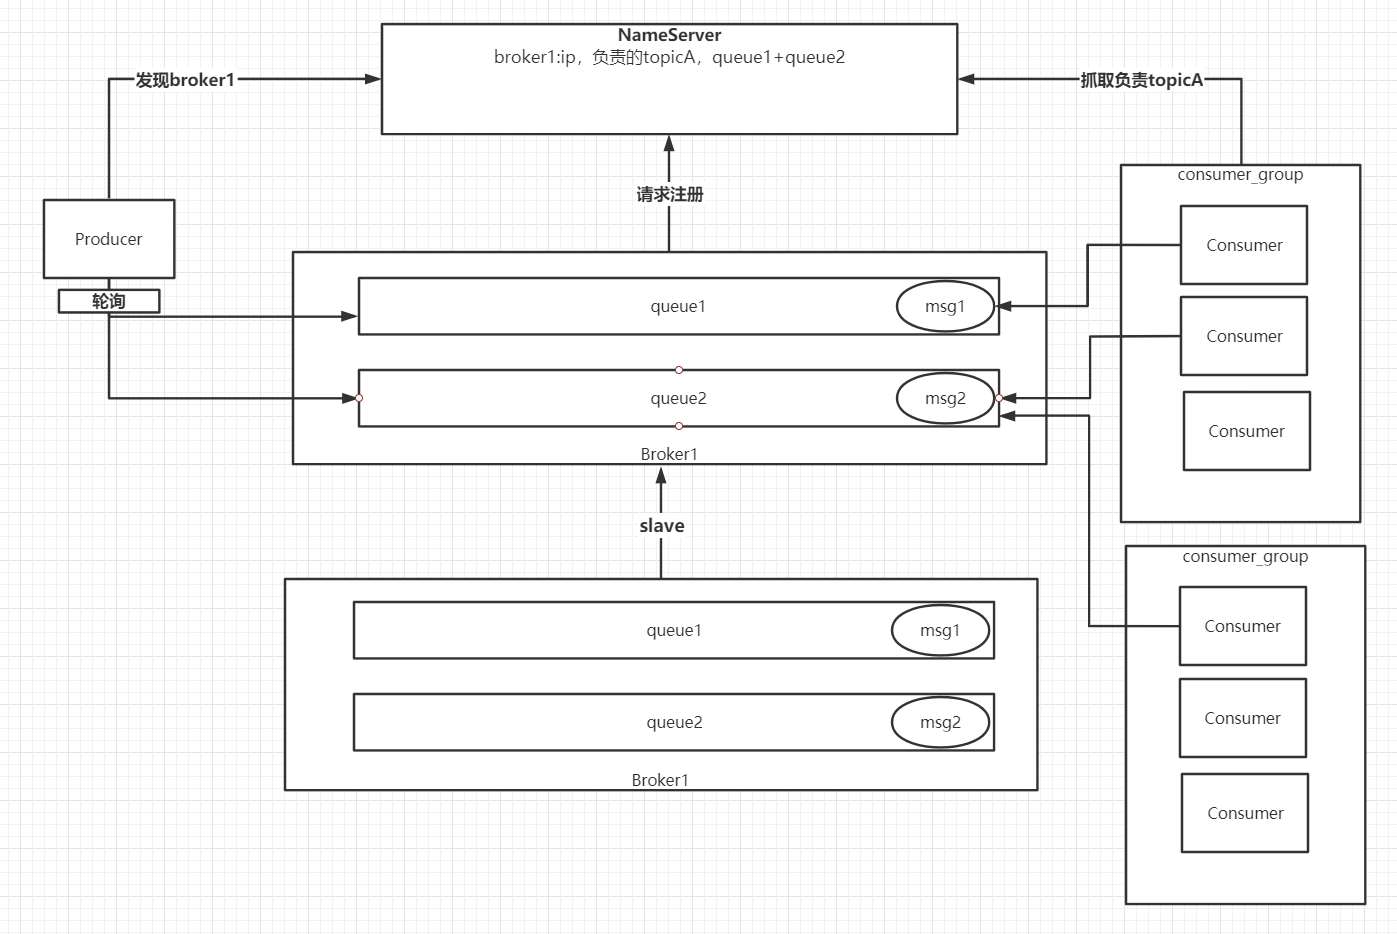 NameServer
broker1:ip，负责的topicA，queue1+queue2
发现broker1
抓取负责topicA
请求注册
Producer
轮询
queue1
msg1
queue2
msg2
Broker1
slave
queue1
msg1
queue2
msg2
Broker1
consumer_group
Consumer
Consumer
Consumer
consumer_group
Consumer
Consumer
Consumer